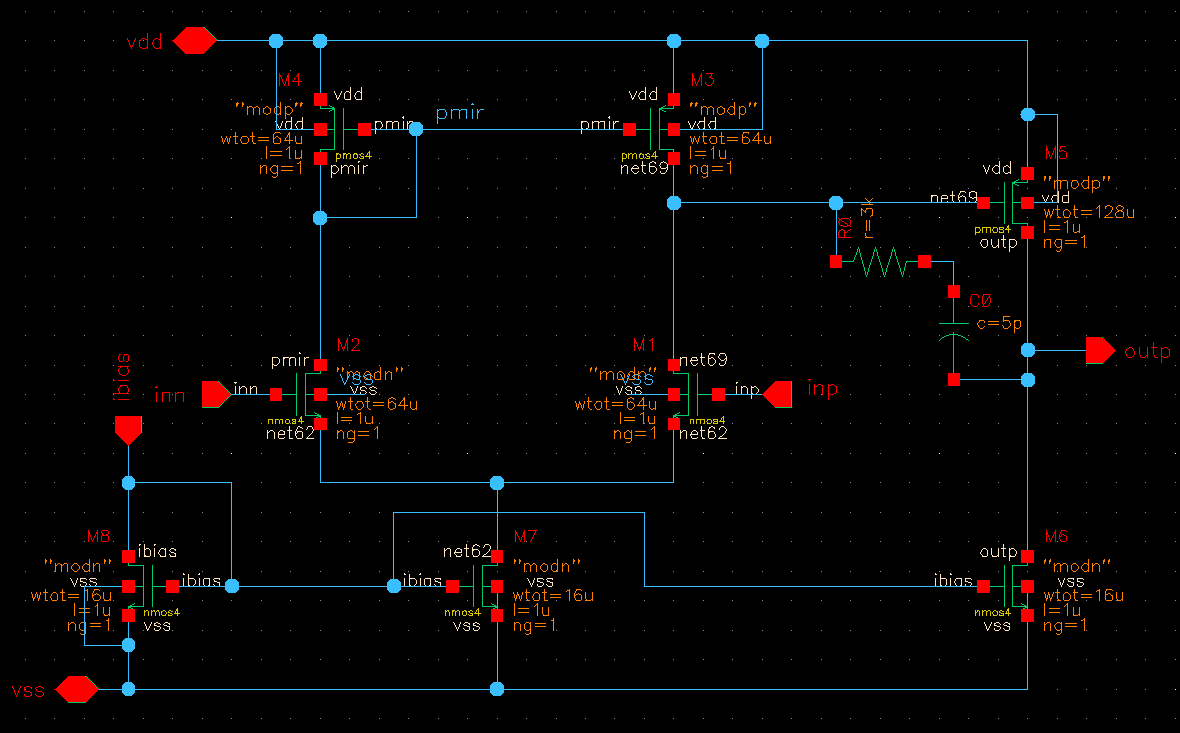 vdd
M4
vdd
"modp"
vdd
pmir
wtot=64u
l=1u
ng=1
pmos4
pmir
pmir
M3
vdd
"modp"
pmir
vdd
wtot=64u
l=1u
ng=1
pmos4
net69
M5
vdd
"modp"
net69
vdd
wtot=128u
l=1u
ng=1
pmos4
outp
R0
r=3k
C0
c=5p
outp
ibias
inn
inn
M2
pmir
"modn"
vss
vss
wtot=64u
l=1u
ng=1
nmos4
net62
M1
net69
"modn"
vss
vss
inp
inp
wtot=64u
l=1u
ng=1
nmos4
net62
M8
ibias
"modn"
vss
ibias
wtot=16u
l=1u
ng=1
nmos4
vss
M7
net62
"modn"
ibias
vss
wtot=16u
l=1u
ng=1
nmos4
vss
M6
outp
"modn"
ibias
vss
wtot=16u
l=1u
ng=1
nmos4
vss
vss